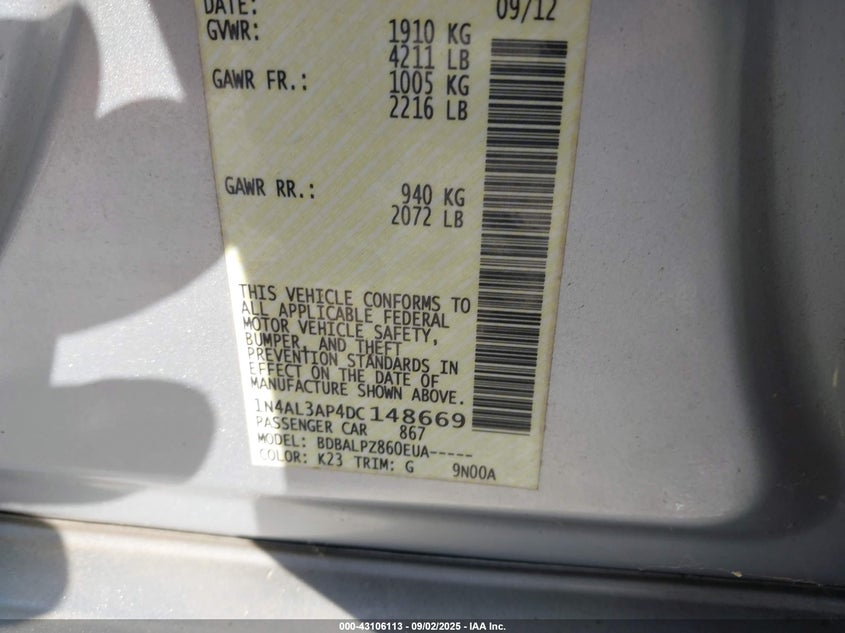 DATE: 09/12
GVWR: 1910 KG
4211 LB
GAWR FR.: 1005 KG
2216 LB
GAWR RR.: 940 KG
2072 LB
THIS VEHICLE CONFORMS TO
ALL APPLICABLE FEDERAL
MOTOR VEHICLE SAFETY,
BUMPER, AND THEFT
PREVENTION STANDARDS IN
EFFECT ON THE DATE OF
MANUFACTURE SHOWN ABOVE.
1N4AL3AP4DC148669
PASSENGER CAR 867
MODEL: BDBALPZ860EUA-----
COLOR: K23 TRIM: G 9N00A
000-43106113 - 09/02/2025 - IAA Inc.